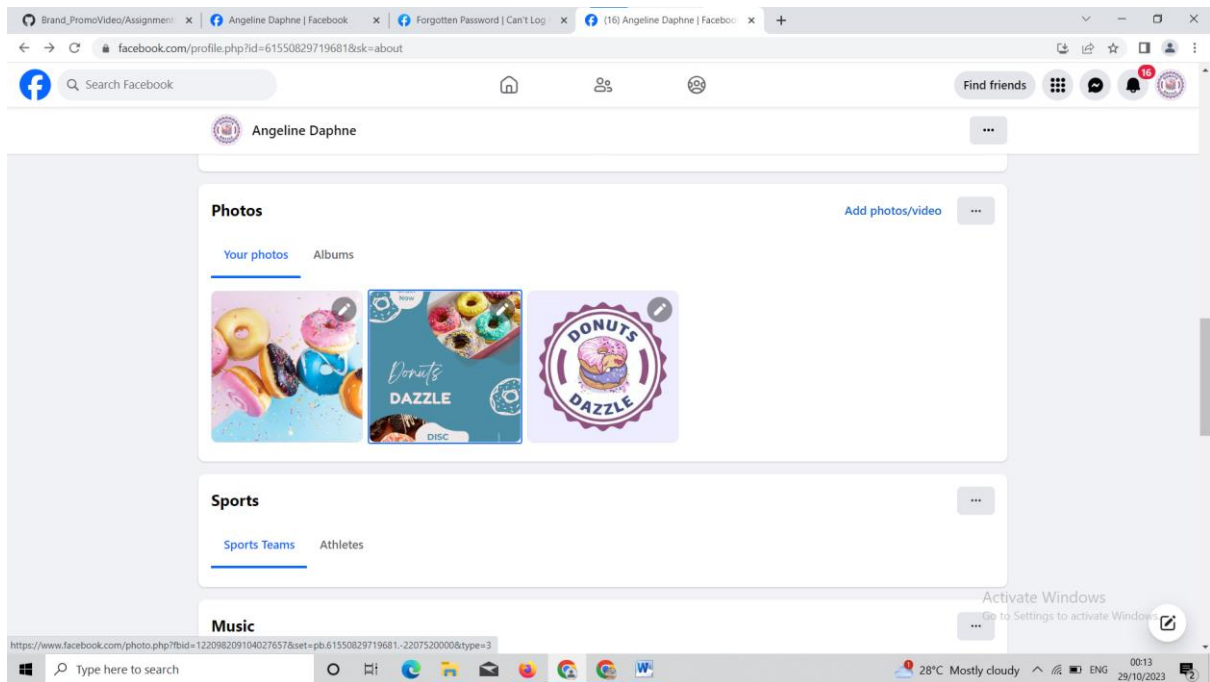 Brand_PromoVideo/Assignment
Angeline Daphne | Facebook
Forgotten Password | Can't Log
(16) Angeline Daphne | Faceboo
facebook.com/profile.php?id=61550829719681&sk=about
Search Facebook
Find friends
16
Angeline Daphne
Photos
Add photos/video
Your photos
Albums
Now
Donuts
DAZZLE
DISC
DONUTS
DAZZLE
Sports
Sports Teams
Athletes
Music
Activate Windows
Go to Settings to activate Windows.
https://www.facebook.com/photo.php?fbid=122098209104027657&set=pb.61550829719681.-2207520000&type=3
Type here to search
28°C Mostly cloudy
ENG
00:13
29/10/2023
2